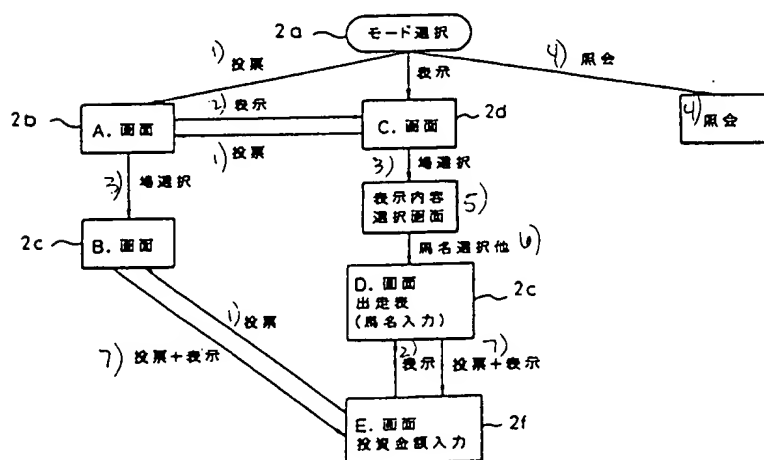 2a
モード選択
1) 投票
表示
4) 照会
2b
A. 画面
2) 表示
1) 投票
C. 画面
2d
4) 照会
3) 場選択
3) 場選択
表示内容
選択画面
5)
2c
B. 画面
馬名選択他 6)
D. 画面
出走表
(馬名入力)
2c
1) 投票
7) 投票+表示
2) 表示
7) 投票+表示
E. 画面
投資金額入力
2f